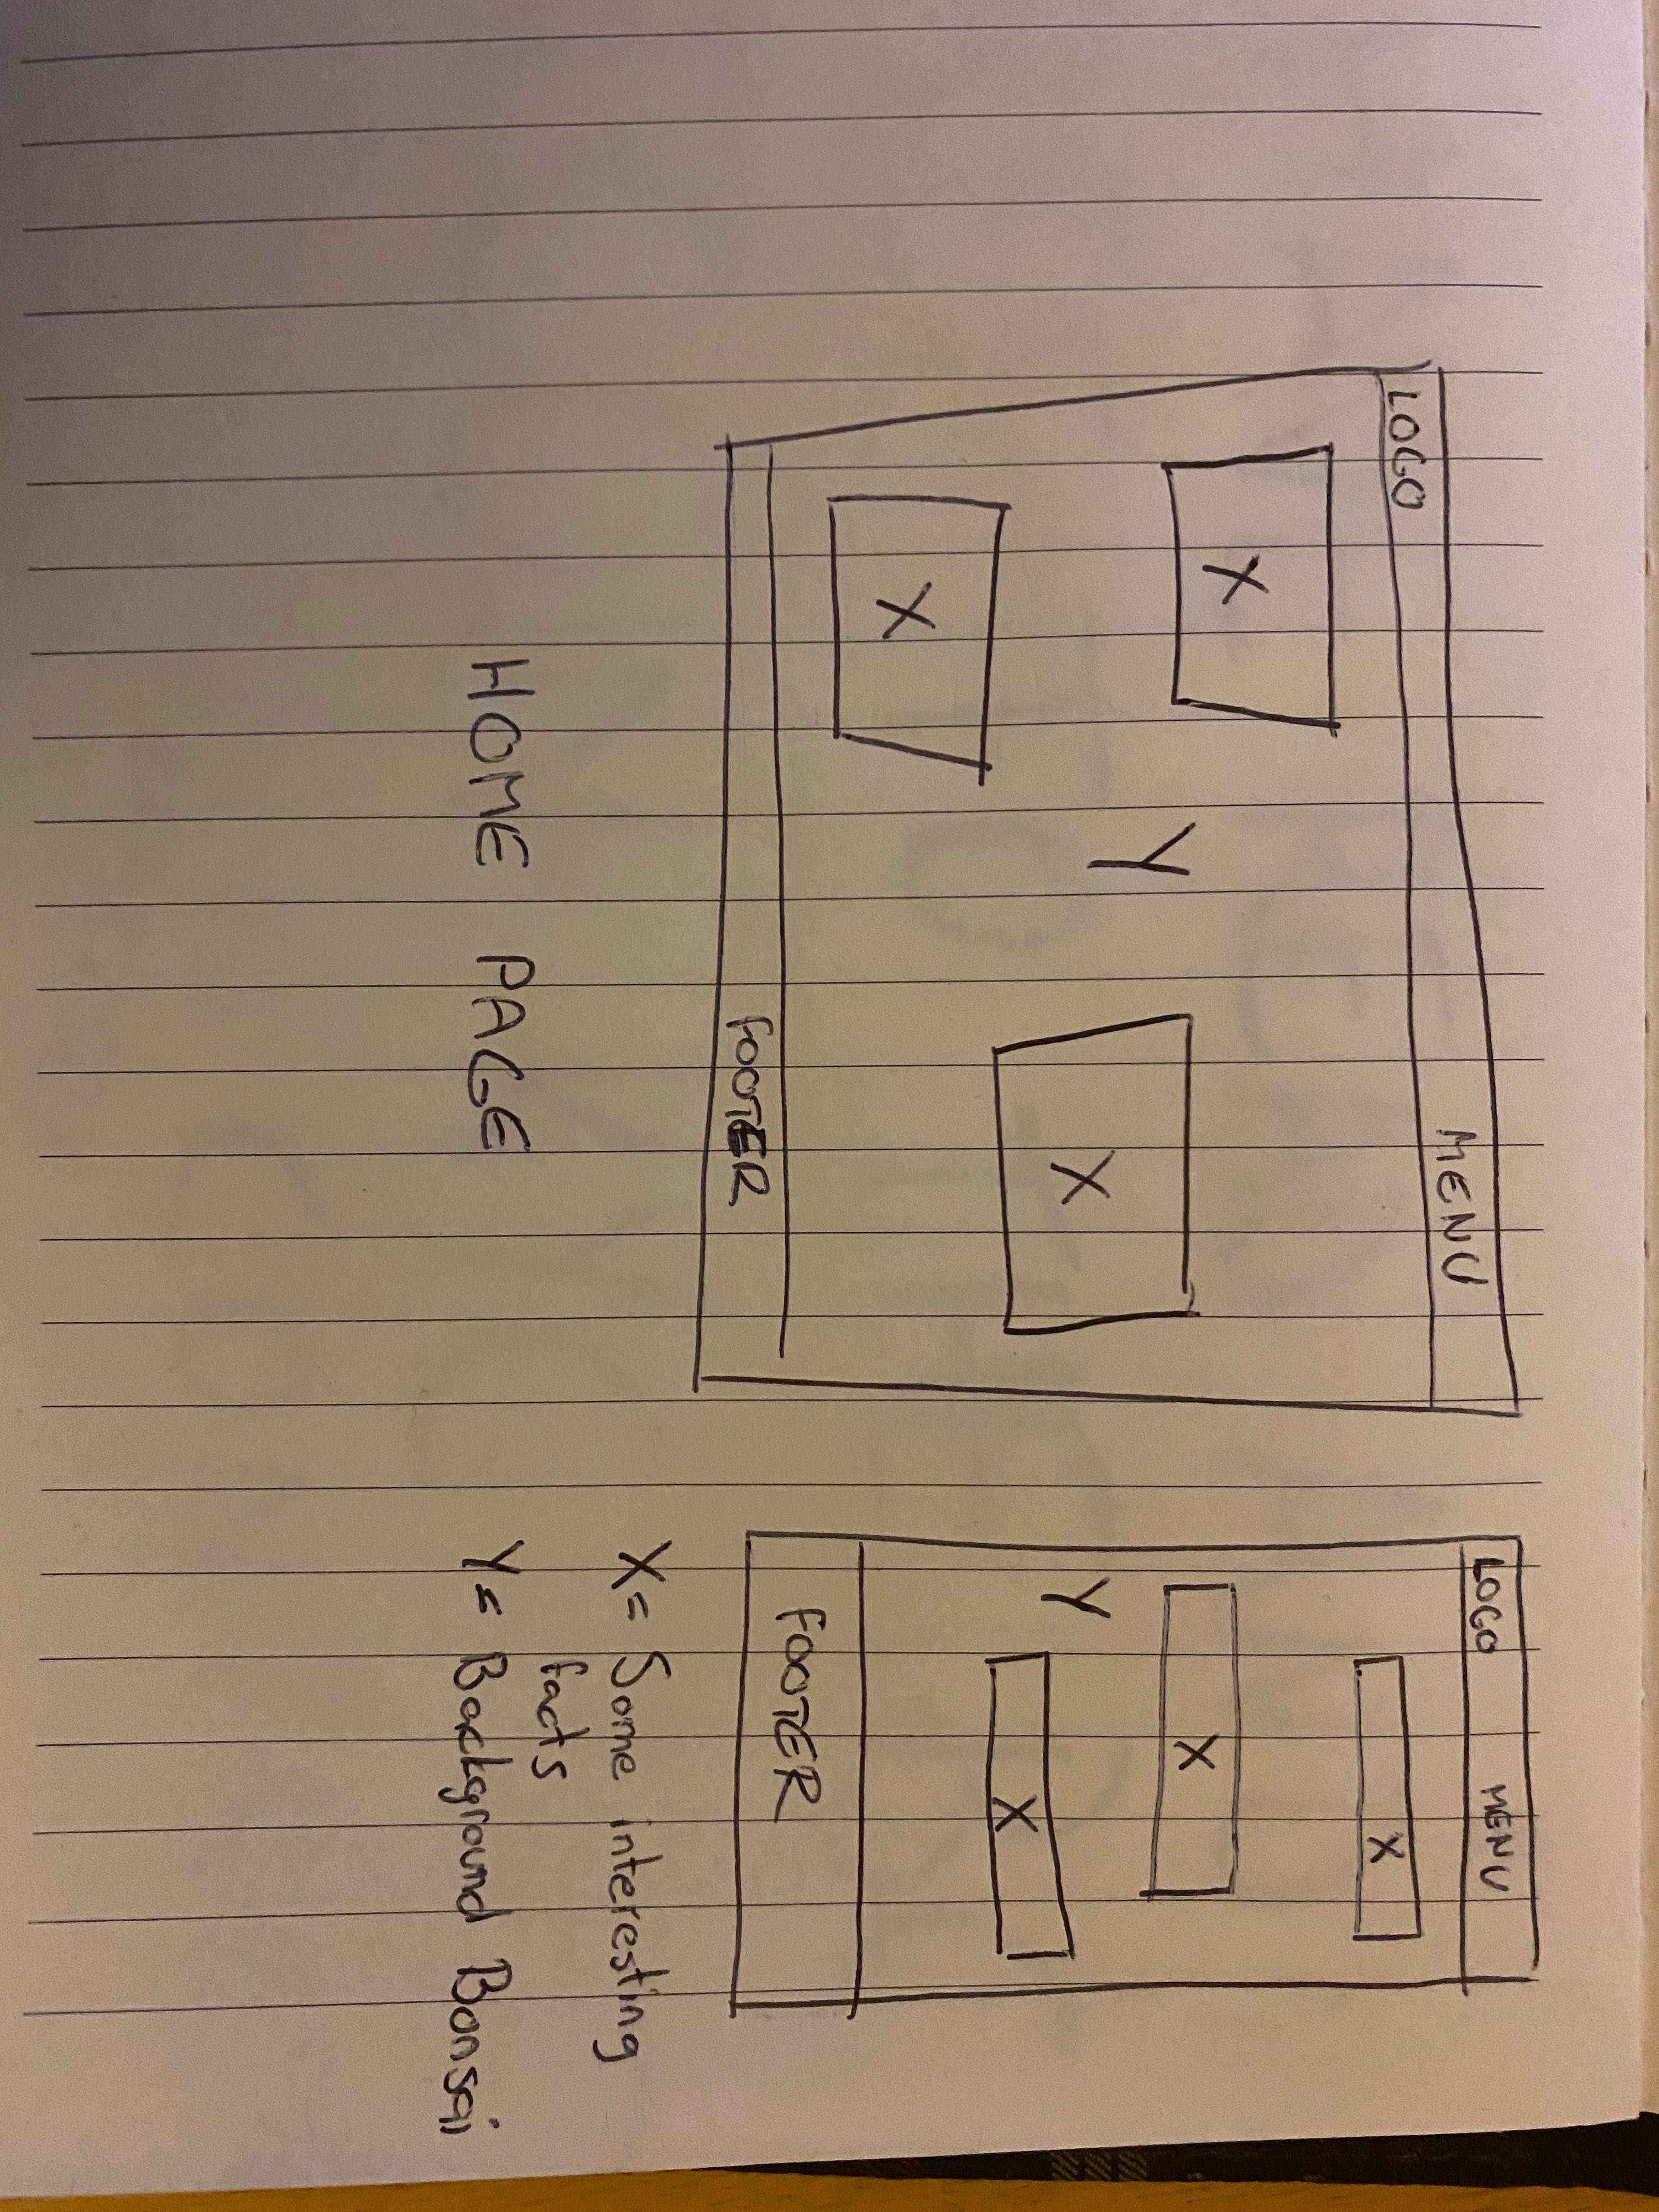 LOGO
MENU
X
Y
X
X
FOOTER
LOGO
MENU
X
X
Y
X
FOOTER
X= Some interesting
facts
Y= Background Bonsai
HOME PAGE